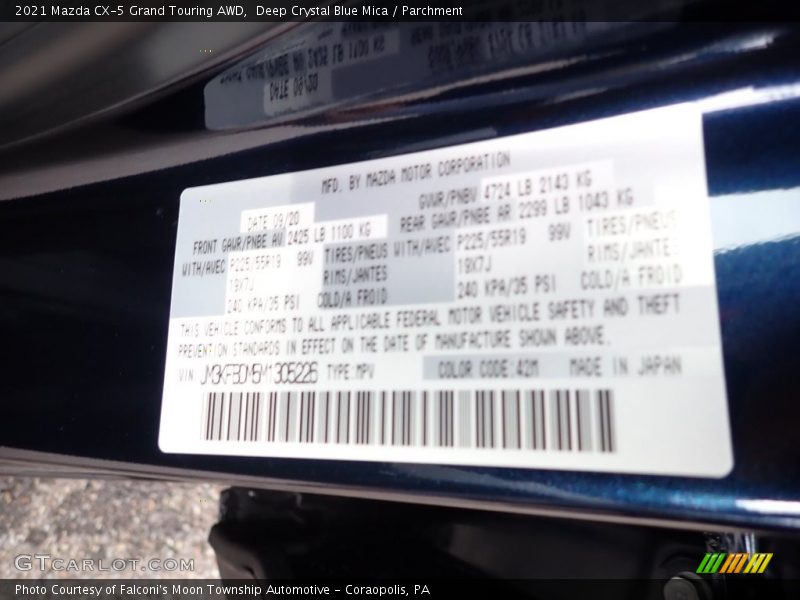 2021 Mazda CX-5 Grand Touring AWD, Deep Crystal Blue Mica / Parchment
MFD. BY MAZDA MOTOR CORPORATION
DATE 09/20
GVWR/PNBV 4724 LB 2143 KG
FRONT GAWR/PNBE AV 2425 LB 1100 KG
REAR GAWR/PNBE AR 2299 LB 1043 KG
WITH/AVEC P225/55R19 99V TIRES/PNEUS WITH/AVEC P225/55R19 99V TIRES/PNEUS
19X7J RIMS/JANTES 19X7J RIMS/JANTES
240 KPA/35 PSI COLD/A FROID 240 KPA/35 PSI COLD/A FROID
THIS VEHICLE CONFORMS TO ALL APPLICABLE FEDERAL MOTOR VEHICLE SAFETY AND THEFT
PREVENTION STANDARDS IN EFFECT ON THE DATE OF MANUFACTURE SHOWN ABOVE.
VIN JM3KFBDM5M1305226 TYPE:MPV COLOR CODE:42M MADE IN JAPAN
GTCARLOT.COM
Photo Courtesy of Falconi's Moon Township Automotive - Coraopolis, PA